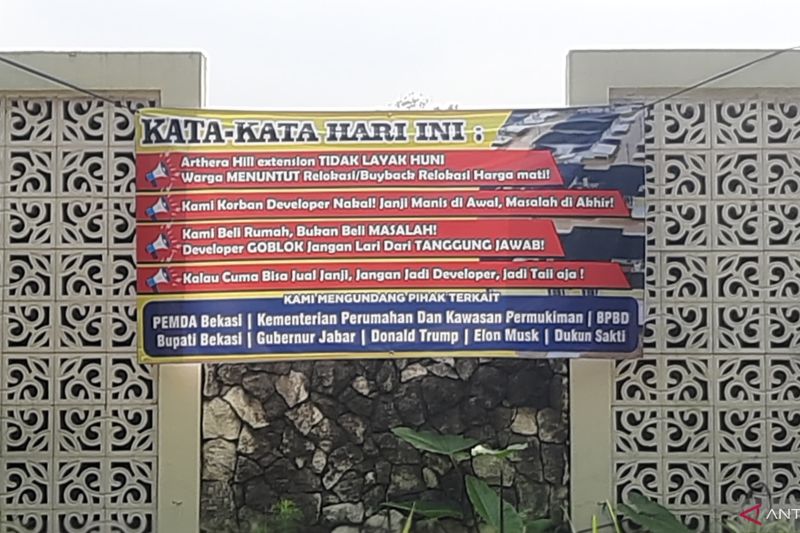 KATA-KATA HARI INI :
Arthera Hill extension TIDAK LAYAK HUNI
Warga MENUNTUT Relokasi/Buyback Relokasi Harga mati!
Kami Korban Developer Nakal! Janji Manis di Awal, Masalah di Akhir!
Kami Beli Rumah, Bukan Beli MASALAH!
Developer GOBLOK Jangan Lari Dari TANGGUNG JAWAB!
Kalau Cuma Bisa Jual Janji, Jangan Jadi Developer, Jadi Taii aja !
KAMI MENGUNDANG PIHAK TERKAIT
PEMDA Bekasi | Kementerian Perumahan Dan Kawasan Permukiman | BPBD
Bupati Bekasi | Gubernur Jabar | Donald Trump | Elon Musk | Dukun Sakti
ANT